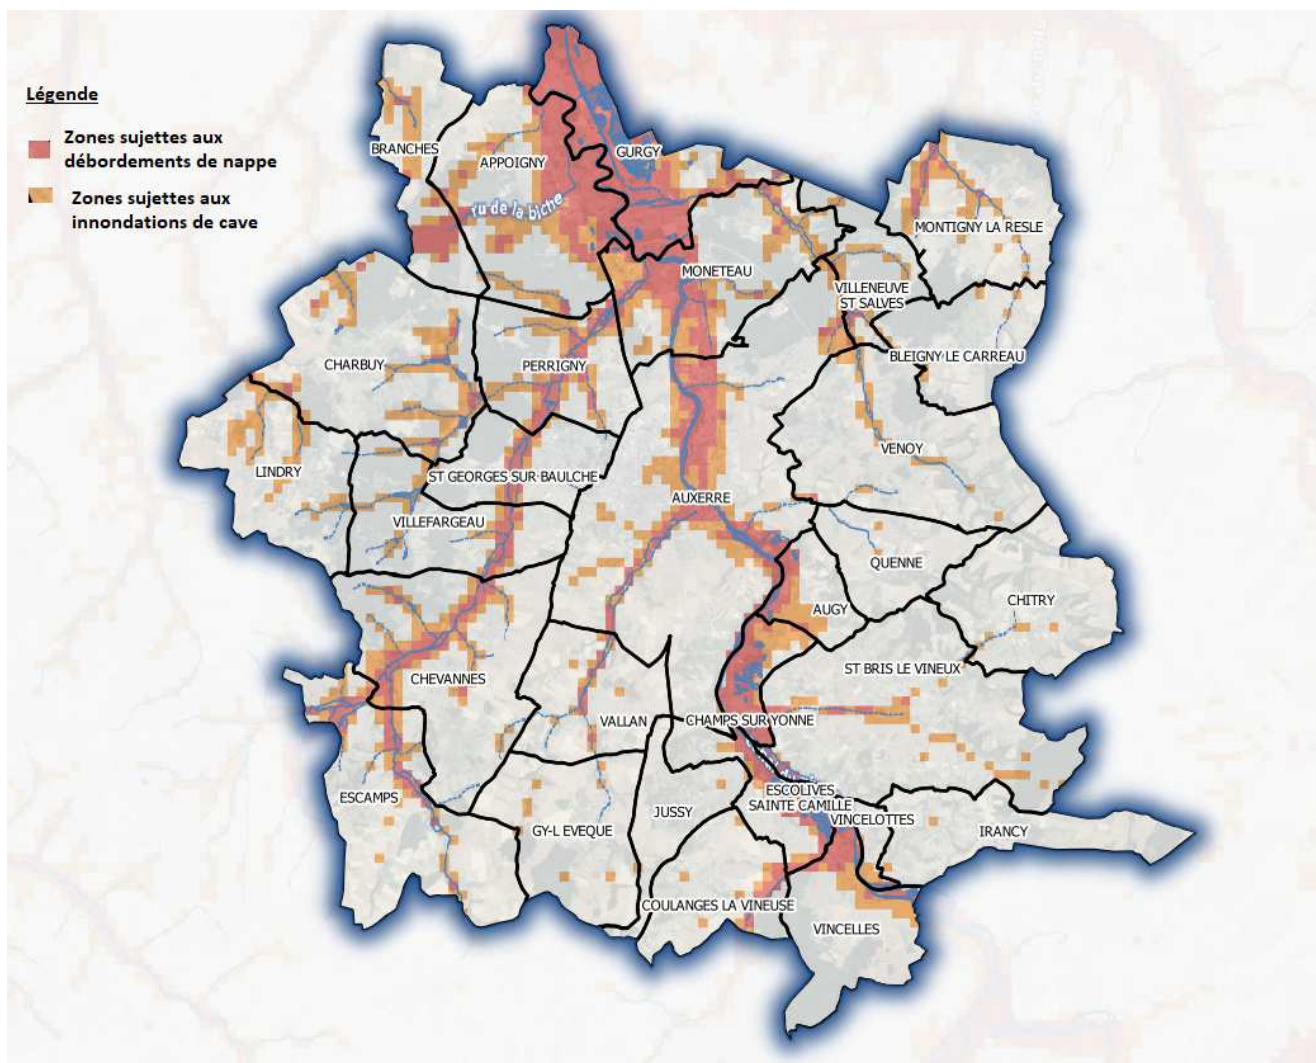 Légende
Zones sujettes aux
débordements de nappe
Zones sujettes aux
innondations de cave
BRANCHES
APPOIGNY
GURGY
ru de la biche
MONTIGNY LA RESLE
MONETEAU
VILLENEUVE
ST SALVES
BLEIGNY LE CARREAU
CHARBUY
PERRIGNY
VENOY
LINDRY
ST GEORGES SUR BAULCHE
AUXERRE
VILLEFARGEAU
QUENNE
CHITRY
AUGY
ST BRIS LE VINEUX
CHEVANNES
VALLAN
CHAMPS SUR YONNE
ESCAMPS
ESCOLIVES
SAINTE CAMILLE
JUSSY
VINCELOTTES
GY-L EVEQUE
IRANCY
COULANGES LA VINEUSE
VINCELLES